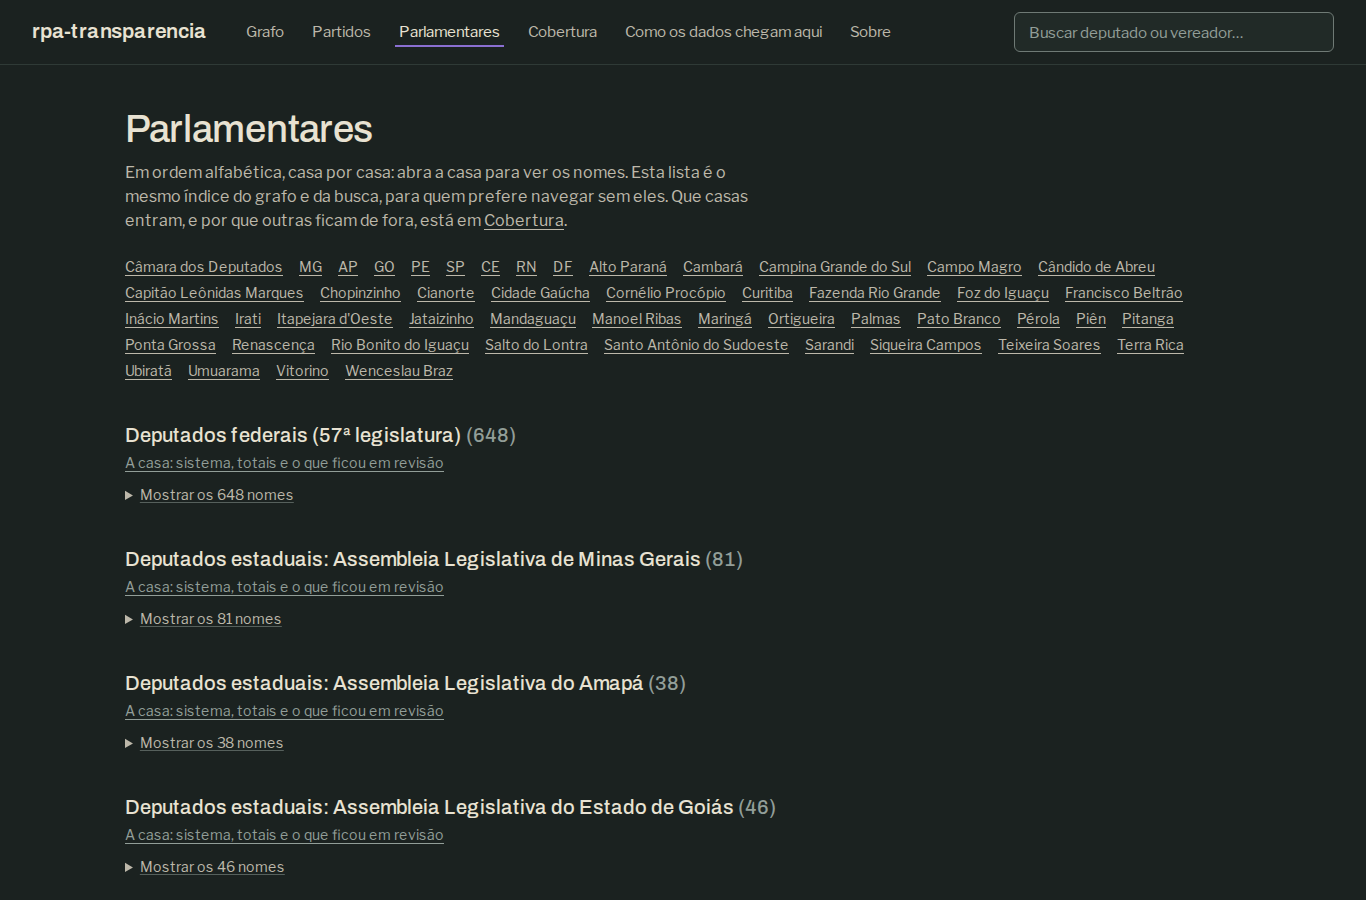 rpa-transparencia Grafo Partidos Parlamentares Cobertura Como os dados chegam aqui Sobre Buscar deputado ou vereador...
Parlamentares
Em ordem alfabética, casa por casa: abra a casa para ver os nomes. Esta lista é o
mesmo índice do grafo e da busca, para quem prefere navegar sem eles. Que casas
entram, e por que outras ficam de fora, está em Cobertura.
Câmara dos Deputados MG AP GO PE SP CE RN DF Alto Paraná Cambará Campina Grande do Sul Campo Magro Cândido de Abreu
Capitão Leônidas Marques Chopinzinho Cianorte Cidade Gaúcha Cornélio Procópio Curitiba Fazenda Rio Grande Foz do Iguaçu Francisco Beltrão
Inácio Martins Irati Itapejara d'Oeste Jataizinho Mandaguaçu Manoel Ribas Maringá Ortigueira Palmas Pato Branco Pérola Piên Pitanga
Ponta Grossa Renascença Rio Bonito do Iguaçu Salto do Lontra Santo Antônio do Sudoeste Sarandi Siqueira Campos Teixeira Soares Terra Rica
Ubiratã Umuarama Vitorino Wenceslau Braz
Deputados federais (57ª legislatura) (648)
A casa: sistema, totais e o que ficou em revisão
Mostrar os 648 nomes
Deputados estaduais: Assembleia Legislativa de Minas Gerais (81)
A casa: sistema, totais e o que ficou em revisão
Mostrar os 81 nomes
Deputados estaduais: Assembleia Legislativa do Amapá (38)
A casa: sistema, totais e o que ficou em revisão
Mostrar os 38 nomes
Deputados estaduais: Assembleia Legislativa do Estado de Goiás (46)
A casa: sistema, totais e o que ficou em revisão
Mostrar os 46 nomes